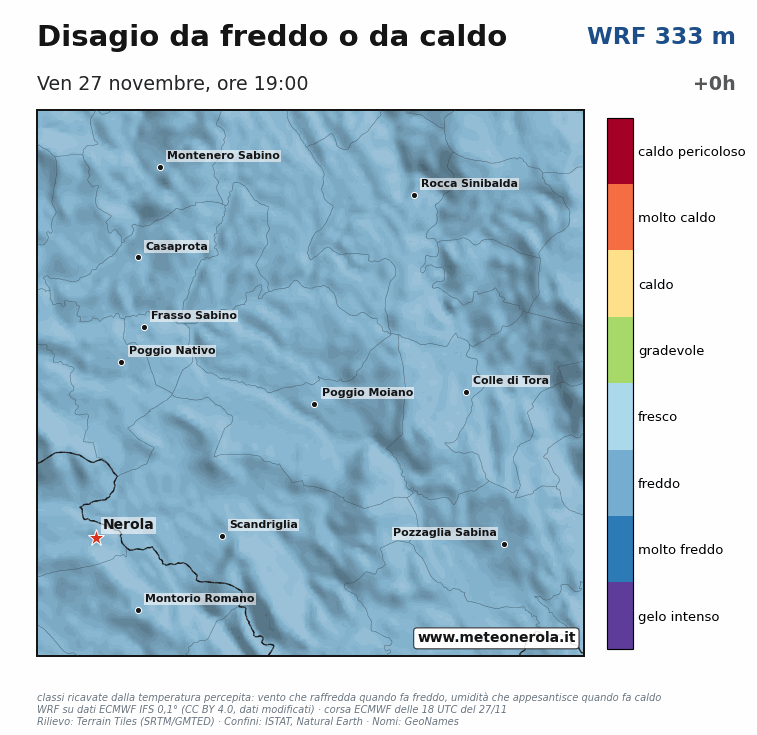 Disagio da freddo o da caldo
WRF 333 m
Ven 27 novembre, ore 19:00
+0h
Montenero Sabino
Rocca Sinibalda
Casaprota
Frasso Sabino
Poggio Nativo
Poggio Moiano
Colle di Tora
Nerola
Scandriglia
Pozzaglia Sabina
Montorio Romano
www.meteonerola.it
caldo pericoloso
molto caldo
caldo
gradevole
fresco
freddo
molto freddo
gelo intenso
classi ricavate dalla temperatura percepita: vento che raffredda quando fa freddo, umidità che appesantisce quando fa caldo
WRF su dati ECMWF IFS 0,1° (CC BY 4.0, dati modificati) · corsa ECMWF delle 18 UTC del 27/11
Rilievo: Terrain Tiles (SRTM/GMTED) · Confini: ISTAT, Natural Earth · Nomi: GeoNames